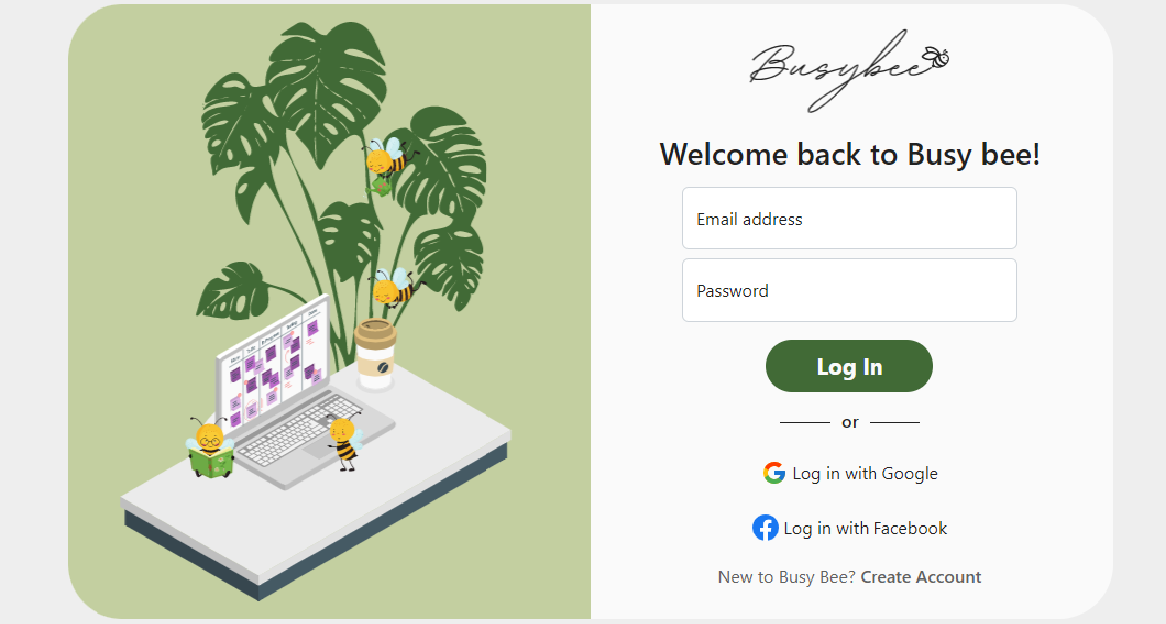 Busybee
Welcome back to Busy bee!
Email address
Password
Log In
or
Log in with Google
Log in with Facebook
New to Busy Bee? Create Account